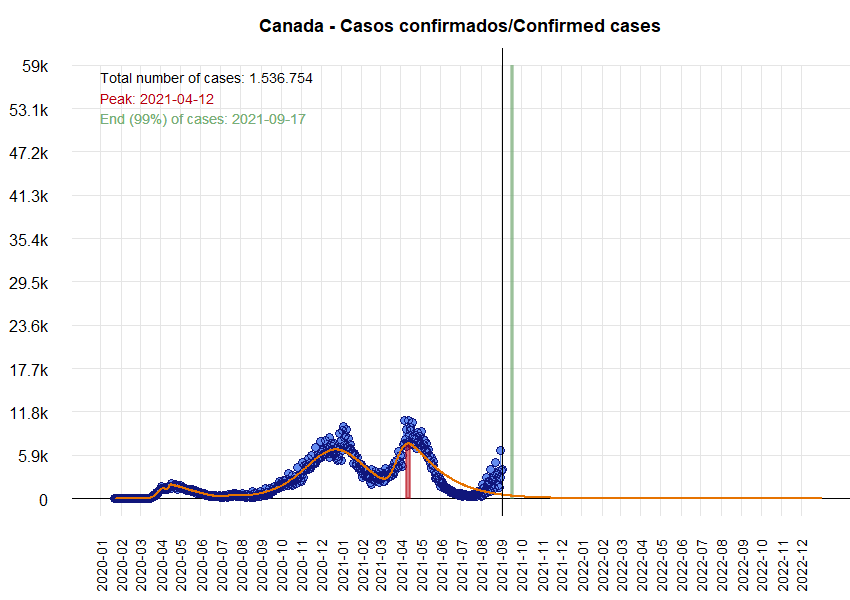 Canada - Casos confirmados/Confirmed cases
59k
Total number of cases: 1.536.754
Peak: 2021-04-12
End (99%) of cases: 2021-09-17
53.1k
47.2k
41.3k
35.4k
29.5k
23.6k
17.7k
11.8k
5.9k
0
2020-01
2020-02
2020-03
2020-04
2020-05
2020-06
2020-07
2020-08
2020-09
2020-10
2020-11
2020-12
2021-01
2021-02
2021-03
2021-04
2021-05
2021-06
2021-07
2021-08
2021-09
2021-10
2021-11
2021-12
2022-01
2022-02
2022-03
2022-04
2022-05
2022-06
2022-07
2022-08
2022-09
2022-10
2022-11
2022-12